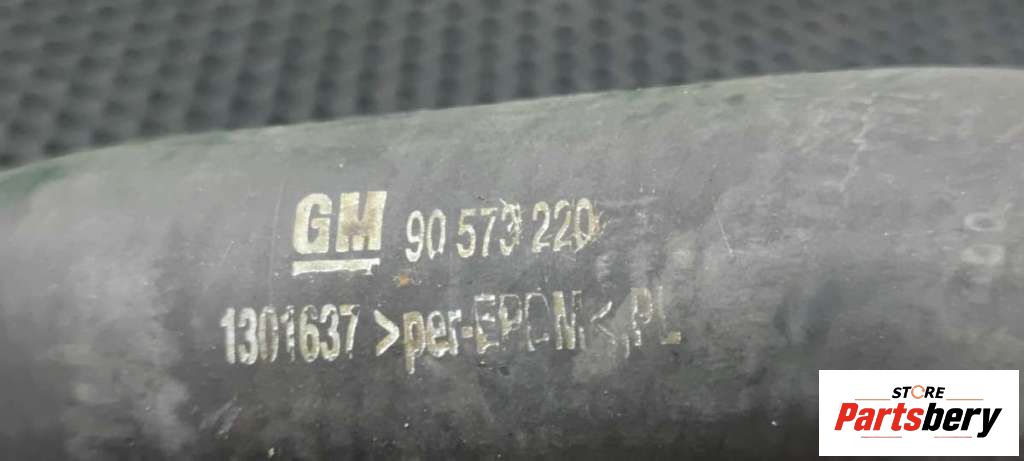 GM 90 573 220
1301637 >per-EPDM<,PL
STORE
Partsbery